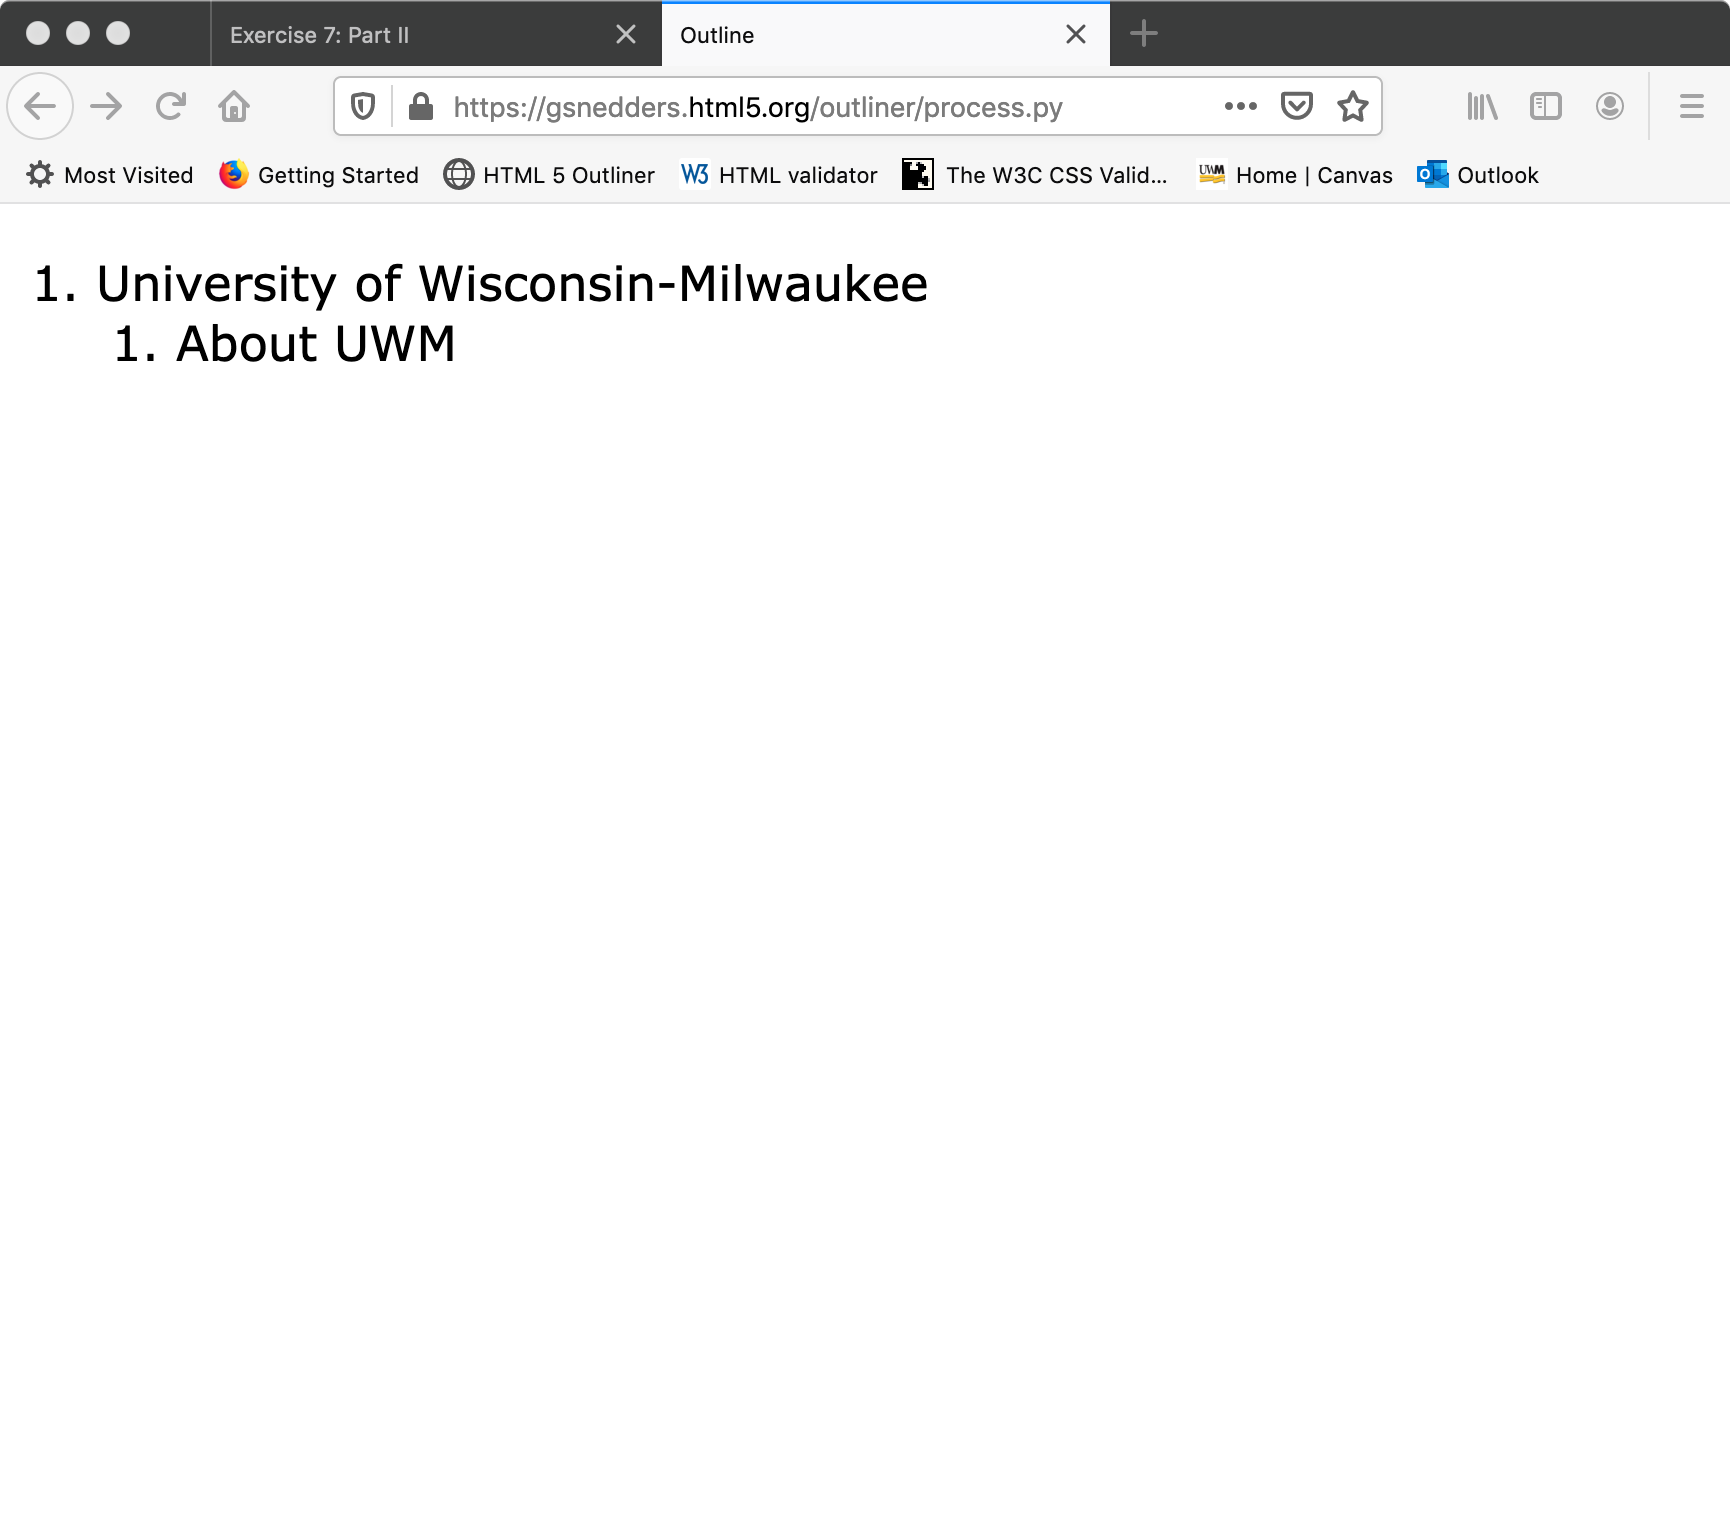 Exercise 7: Part II
Outline
https://gsnedders.html5.org/outliner/process.py
Most Visited
Getting Started
HTML 5 Outliner
W3 HTML validator
The W3C CSS Valid...
UWM Home | Canvas
Outlook
1. University of Wisconsin-Milwaukee
1. About UWM